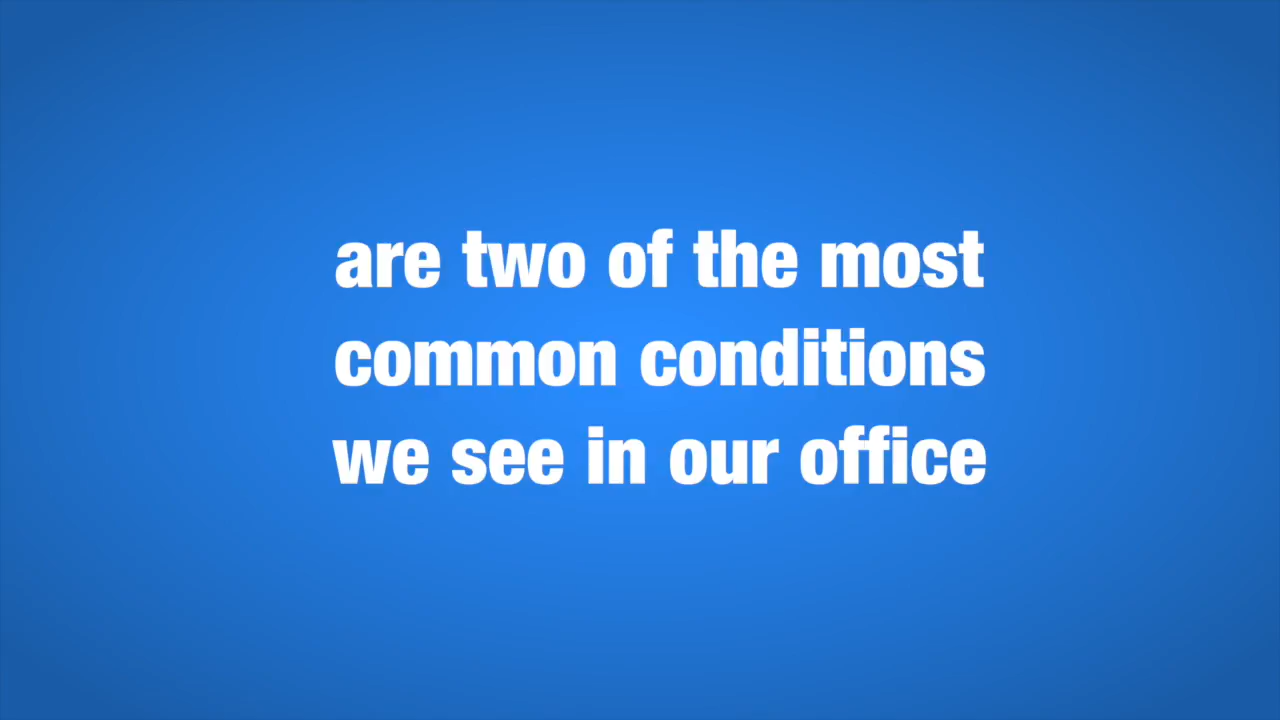 are two of the most
common conditions
we see in our office